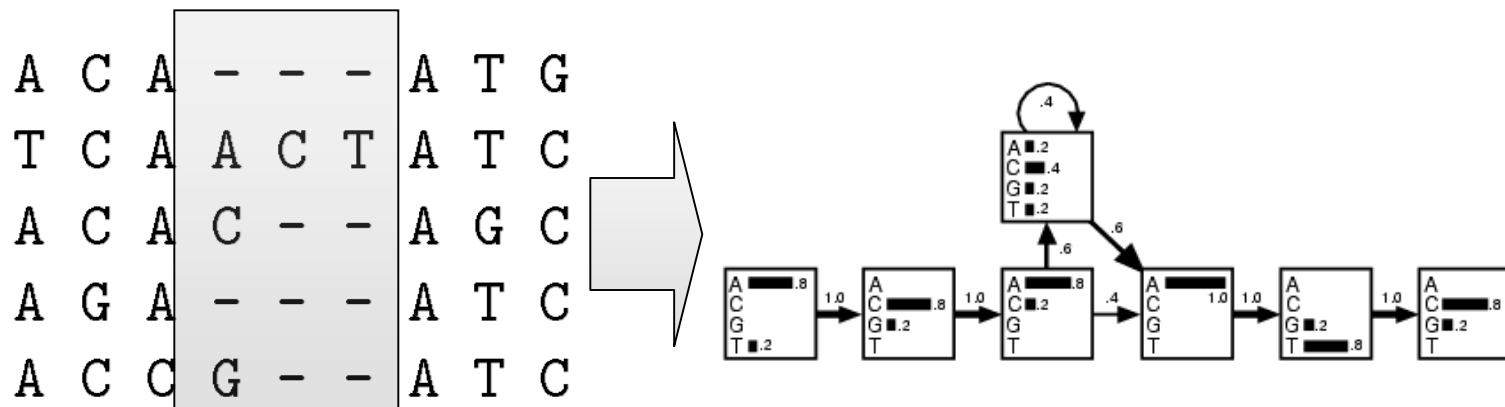 A C A - - - A T G
T C A A C T A T C
A C A C - - A G C
A G A - - - A T C
A C C G - - A T C
.4
A .2
C .4
G .2
T .2
.6
.6
A .8
C
G
T .2
1.0
A
C .8
G .2
T
1.0
A .8
C .2
G
T
.4
A
C 1.0
G
T
1.0
A
C
G .2
T .8
1.0
A
C .8
G .2
T